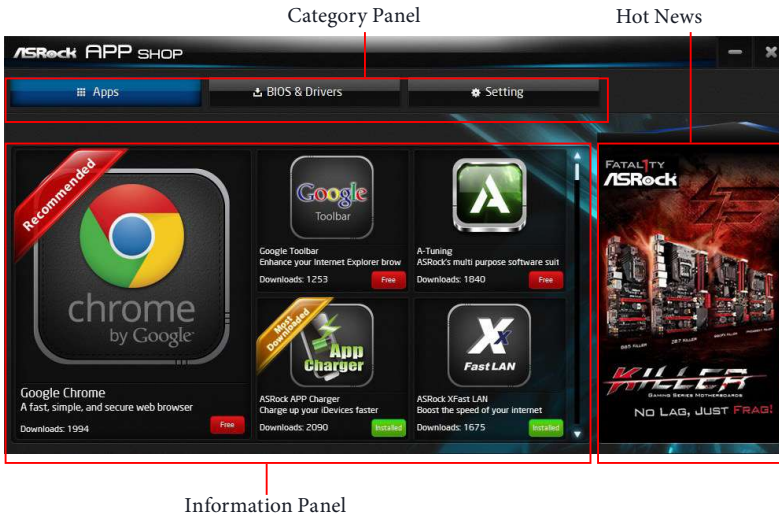 Category Panel
Hot News
ASRock APP SHOP
Apps
BIOS & Drivers
Setting
Recommended
chrome
by Google
Google Chrome
A fast, simple, and secure web browser
Downloads: 1994
Free
Google
Toolbar
Google Toolbar
Enhance your Internet Explorer brow
Downloads: 1253
Free
A-Tuning
ASRock's multi purpose software suit
Downloads: 1840
Free
Most
Downloaded
App
Charger
ASRock APP Charger
Charge up your iDevices faster
Downloads: 2090
Installed
Fast LAN
ASRock XFast LAN
Boost the speed of your internet
Downloads: 1675
Installed
FATAL1TY
ASRock
KILLER
GAMING SERIES MOTHERBOARDS
NO LAG, JUST FRAG!
Information Panel